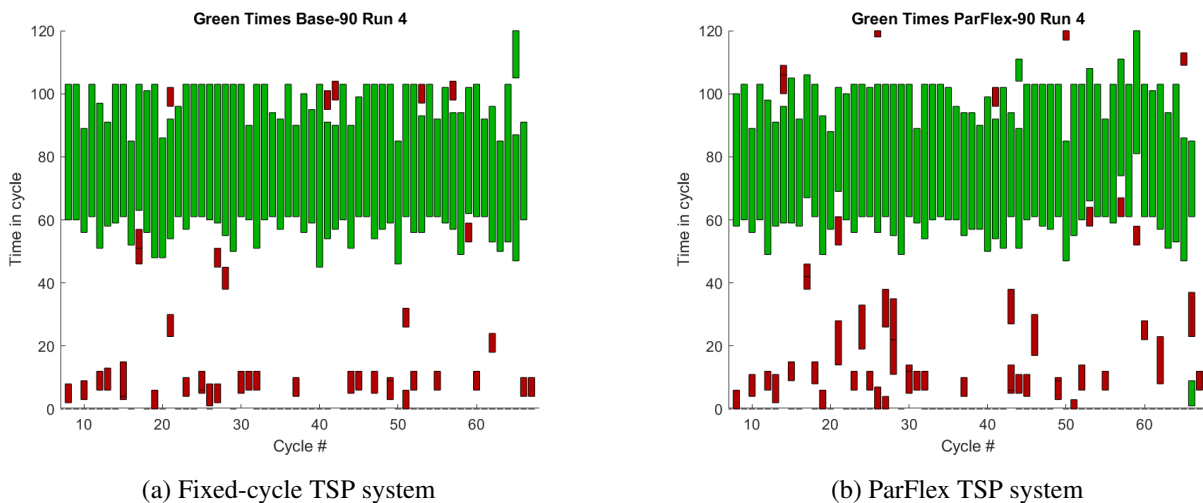 Green Times Base-90 Run 4
120
100
80
60
40
20
0
Time in cycle
10 20 30 40 50 60
Cycle #
(a) Fixed-cycle TSP system
Green Times ParFlex-90 Run 4
120
100
80
60
40
20
0
Time in cycle
10 20 30 40 50 60
Cycle #
(b) ParFlex TSP system